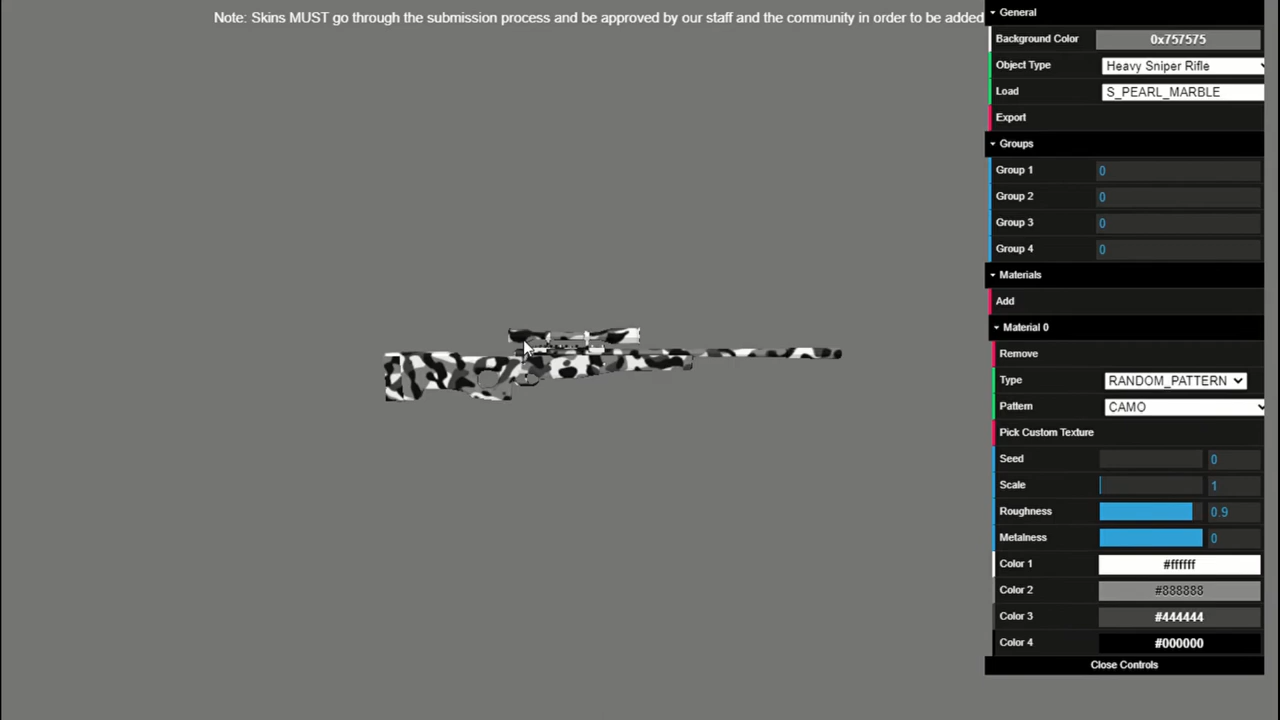 Note: Skins MUST go through the submission process and be approved by our staff and the community in order to be added
General
Background Color 0x757575
Object Type Heavy Sniper Rifle
Load S_PEARL_MARBLE
Export
Groups
Group 1 0
Group 2 0
Group 3 0
Group 4 0
Materials
Add
Material 0
Remove
Type RANDOM_PATTERN
Pattern CAMO
Pick Custom Texture
Seed 0
Scale 1
Roughness 0.9
Metalness 0
Color 1 #ffffff
Color 2 #888888
Color 3 #444444
Color 4 #000000
Close Controls